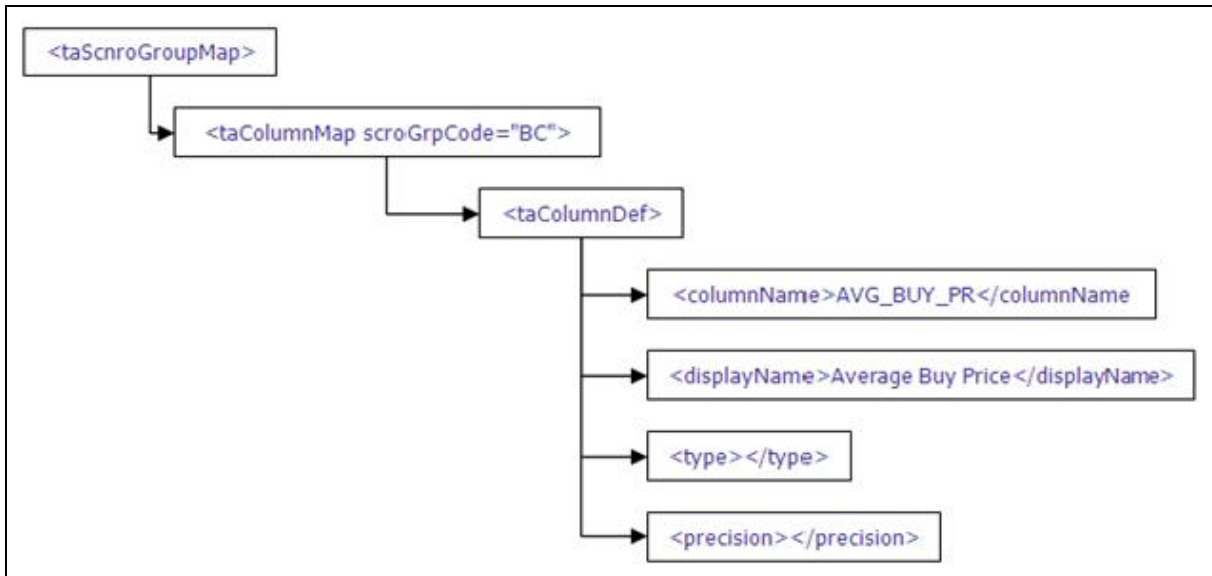 <taScnroGroupMap>
<taColumnMap scroGrpCode="BC">
<taColumnDef>
<columnName>AVG_BUY_PR</columnName
<displayName>Average Buy Price</displayName>
<type></type>
<precision></precision>